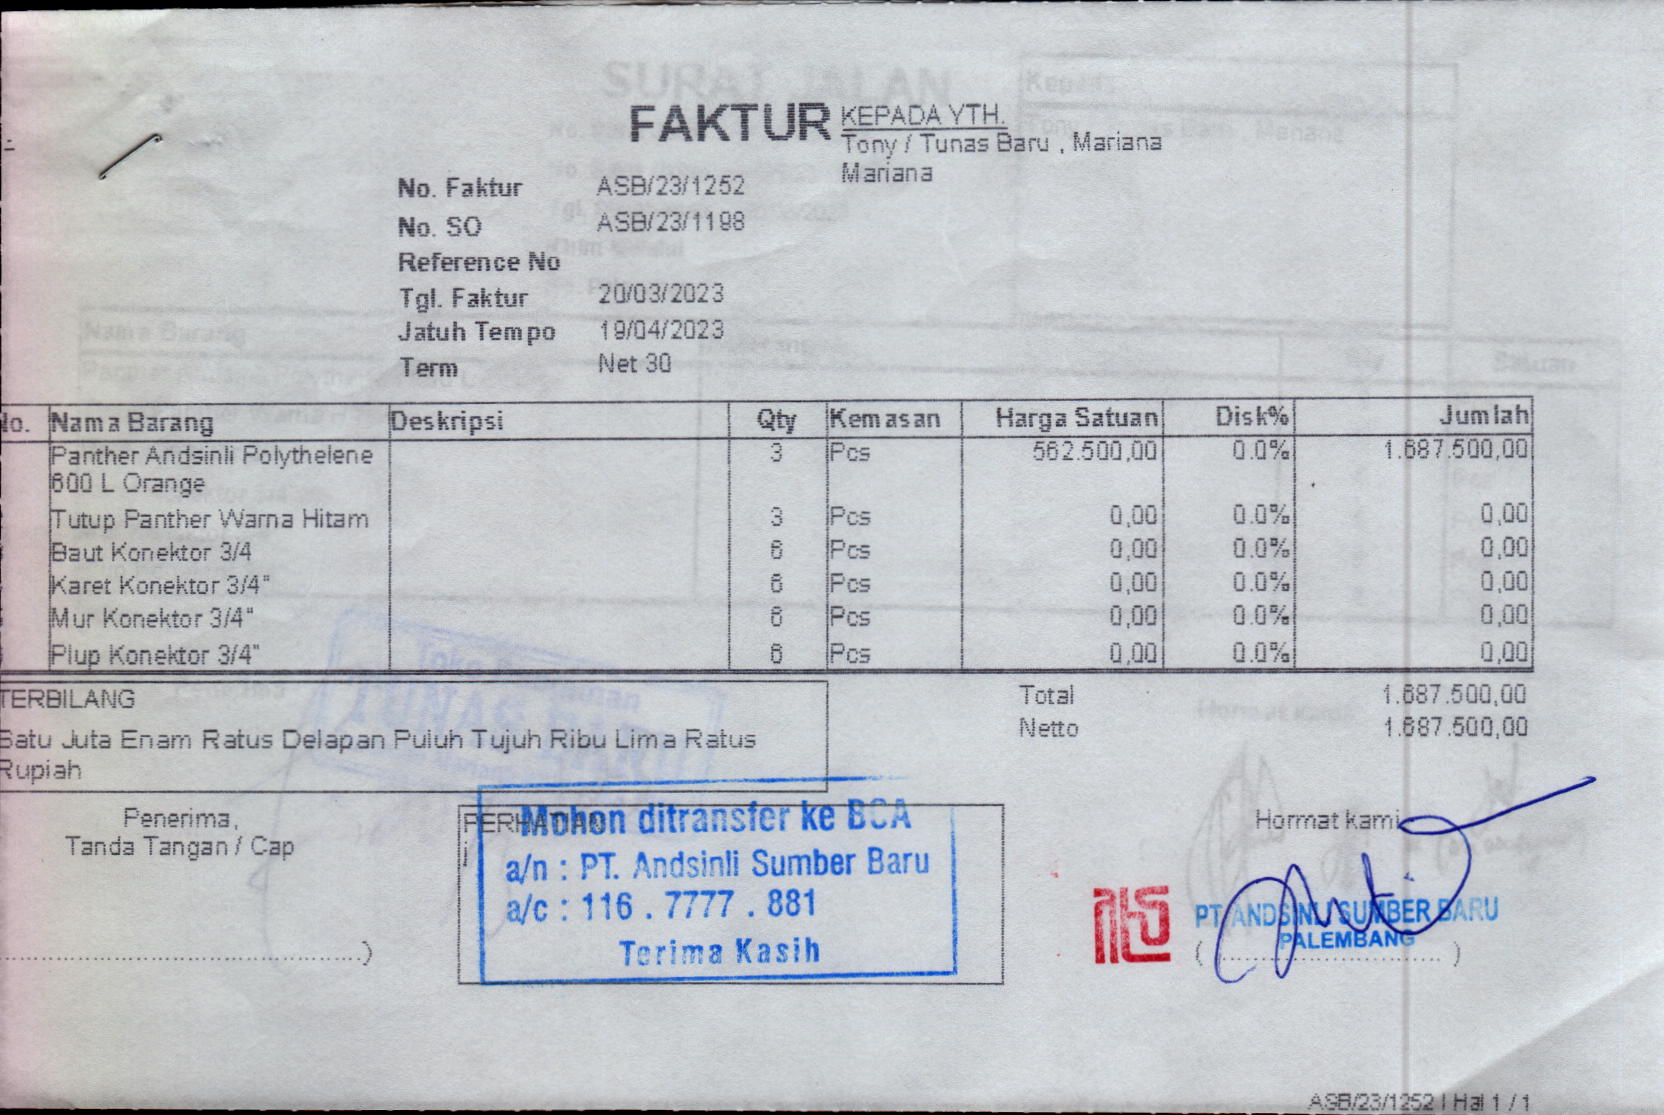 FAKTUR
KEPADA YTH.
Tony / Tunas Baru , Mariana
Mariana
No. Faktur ASB/23/1252
No. SO ASB/23/1198
Reference No
Tgl. Faktur 20/03/2023
Jatuh Tempo 19/04/2023
Term Net 30
No. Nama Barang Deskripsi Qty Kemasan Harga Satuan Disk% Jumlah
Panther Andsinli Polythelene 3 Pcs 562.500,00 0.0% 1.687.500,00
600 L Orange
Tutup Panther Warna Hitam 3 Pcs 0,00 0.0% 0,00
Baut Konektor 3/4 6 Pcs 0,00 0.0% 0,00
Karet Konektor 3/4" 6 Pcs 0,00 0.0% 0,00
Mur Konektor 3/4" 6 Pcs 0,00 0.0% 0,00
Plup Konektor 3/4" 6 Pcs 0,00 0.0% 0,00
TERBILANG
Satu Juta Enam Ratus Delapan Puluh Tujuh Ribu Lima Ratus
Rupiah
Total 1.687.500,00
Netto 1.687.500,00
Penerima,
Tanda Tangan / Cap
PERHATIAN
Mohon ditransfer ke BCA
a/n : PT. Andsinli Sumber Baru
a/c : 116 . 7777 . 881
Terima Kasih
Hormat kami
PT ANDSINLI SUMBER BARU
PALEMBANG
ASB/23/1252 | Hal 1 / 1